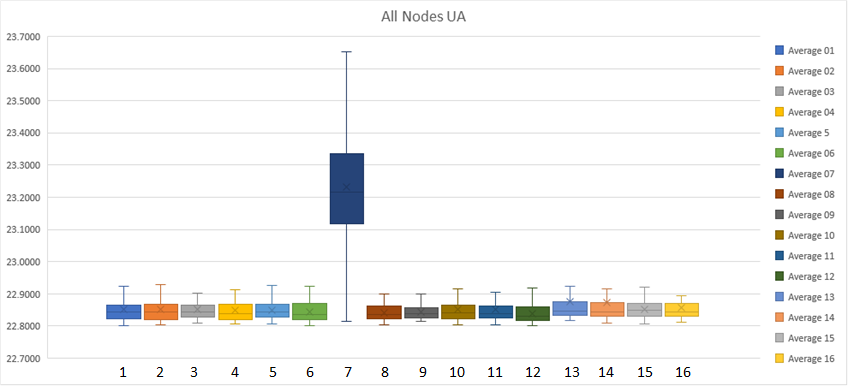 All Nodes UA
23.7000
23.6000
23.5000
23.4000
23.3000
23.2000
23.1000
23.0000
22.9000
22.8000
22.7000
1 2 3 4 5 6 7 8 9 10 11 12 13 14 15 16
Average 01
Average 02
Average 03
Average 04
Average 5
Average 06
Average 07
Average 08
Average 09
Average 10
Average 11
Average 12
Average 13
Average 14
Average 15
Average 16